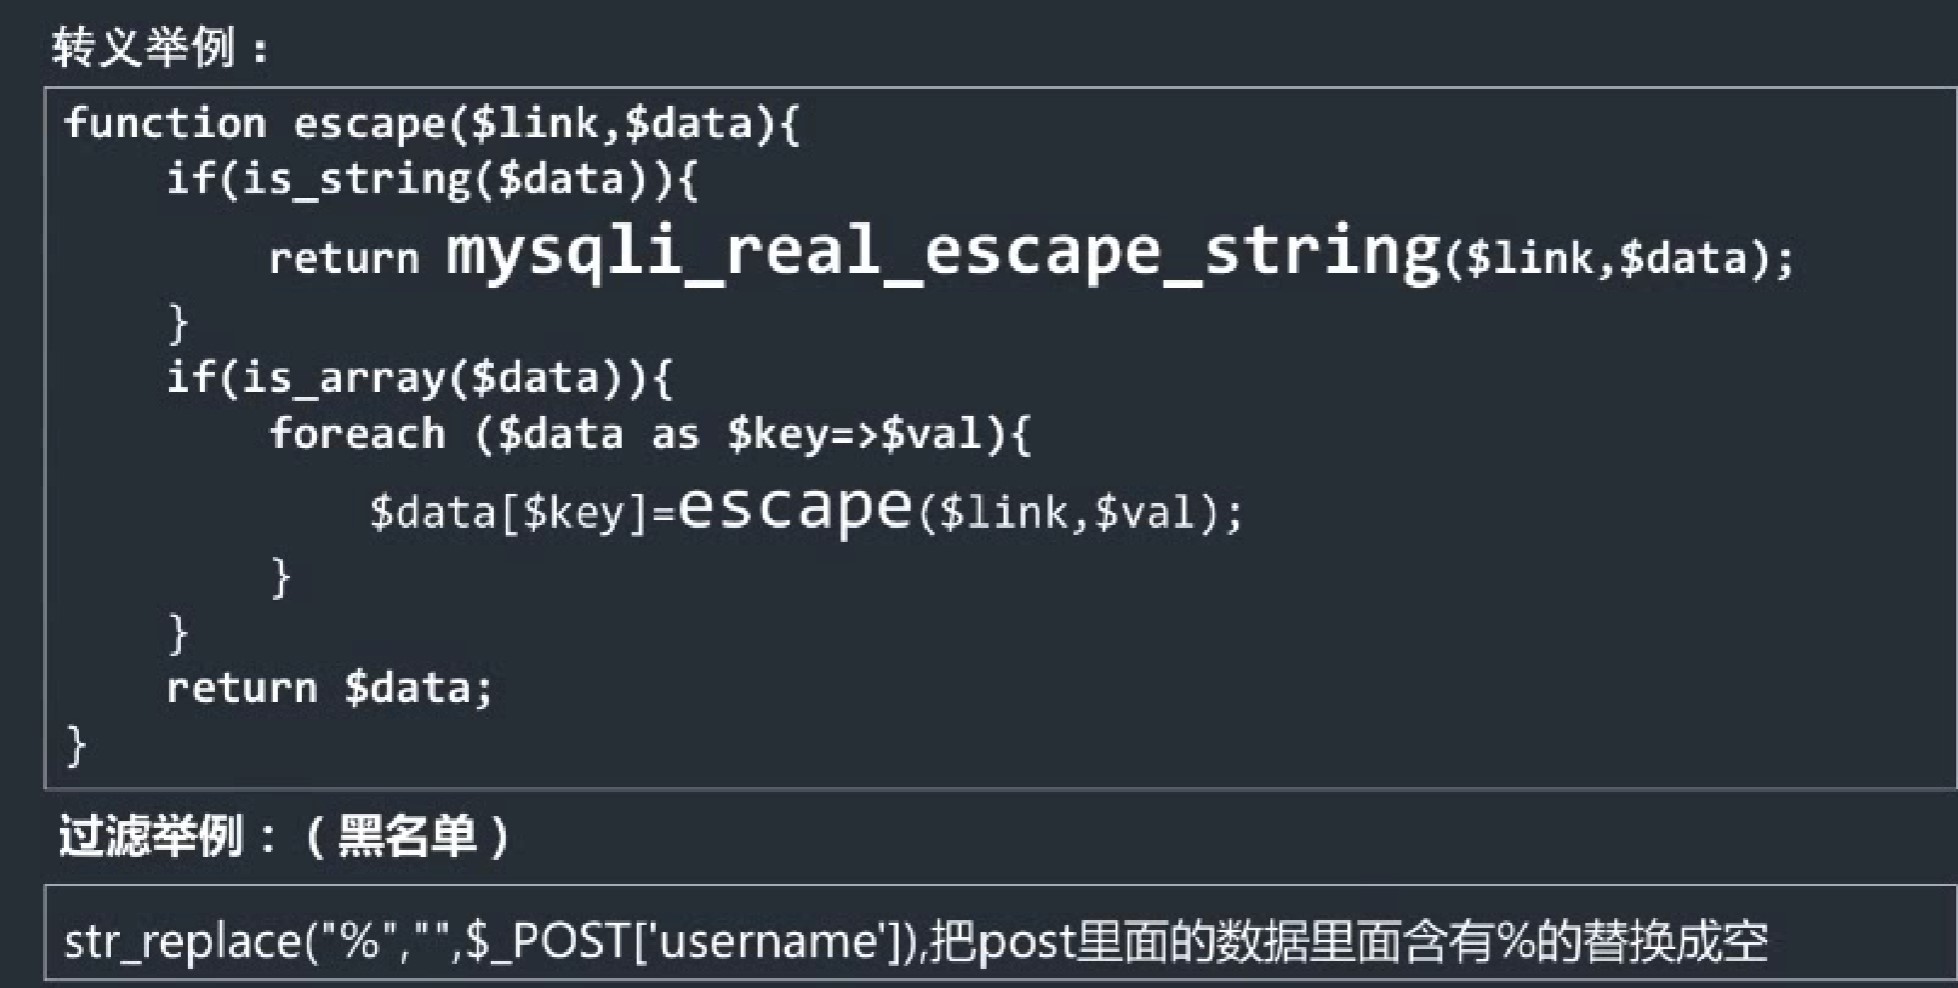 转义举例：
function escape($link,$data){
if(is_string($data)){
return mysqli_real_escape_string($link,$data);
}
if(is_array($data)){
foreach ($data as $key=>$val){
$data[$key]=escape($link,$val);
}
}
return $data;
}
过滤举例：（黑名单）
str_replace("%","",$_POST['username']),把post里面的数据里面含有%的替换成空